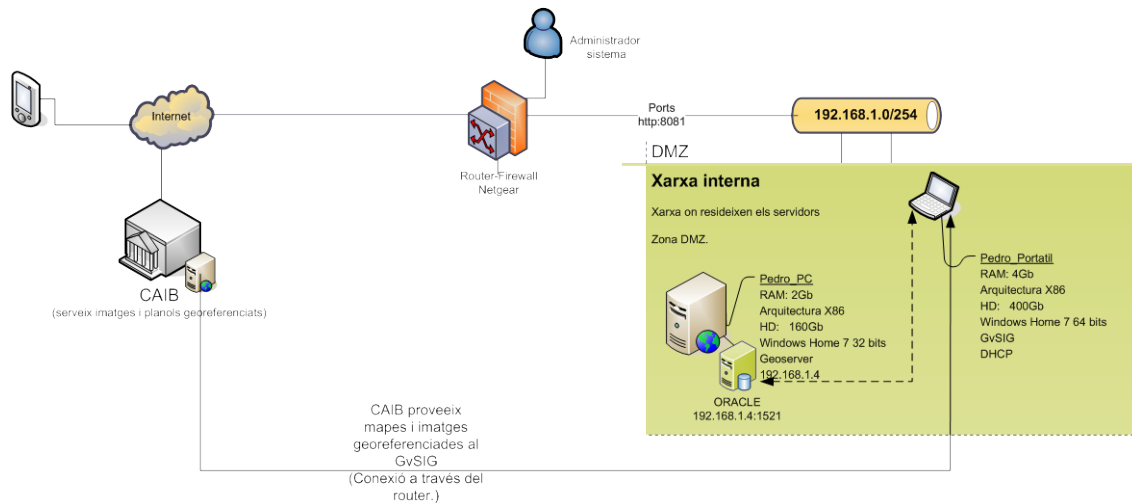 Administrador
sistema
Internet
Ports
http:8081
192.168.1.0/254
Router-Firewall
Netgear
DMZ
Xarxa interna
Xarxa on resideixen els servidors
Zona DMZ.
Pedro_PC
RAM: 2Gb
Arquitectura X86
HD: 160Gb
Windows Home 7 32 bits
Geoserver
192.168.1.4
ORACLE
192.168.1.4:1521
Pedro_Portatil
RAM: 4Gb
Arquitectura X86
HD: 400Gb
Windows Home 7 64 bits
GvSIG
DHCP
CAIB
(serveix imatges i planols georeferenciats)
CAIB proveeix
mapes i imatges
georeferenciades al
GvSIG
(Conexió a través del
router.)